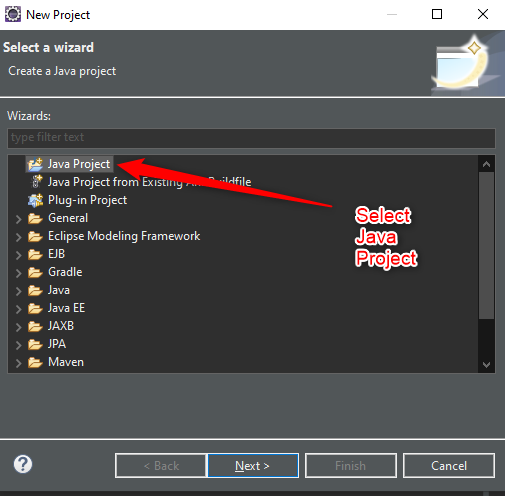 New Project
Select a wizard
Create a Java project
Wizards:
type filter text
Java Project
Java Project from Existing Ant Buildfile
Plug-in Project
General
Eclipse Modeling Framework
EJB
Gradle
Java
Java EE
JAXB
JPA
Maven
Select
Java
Project
?
< Back
Next >
Finish
Cancel